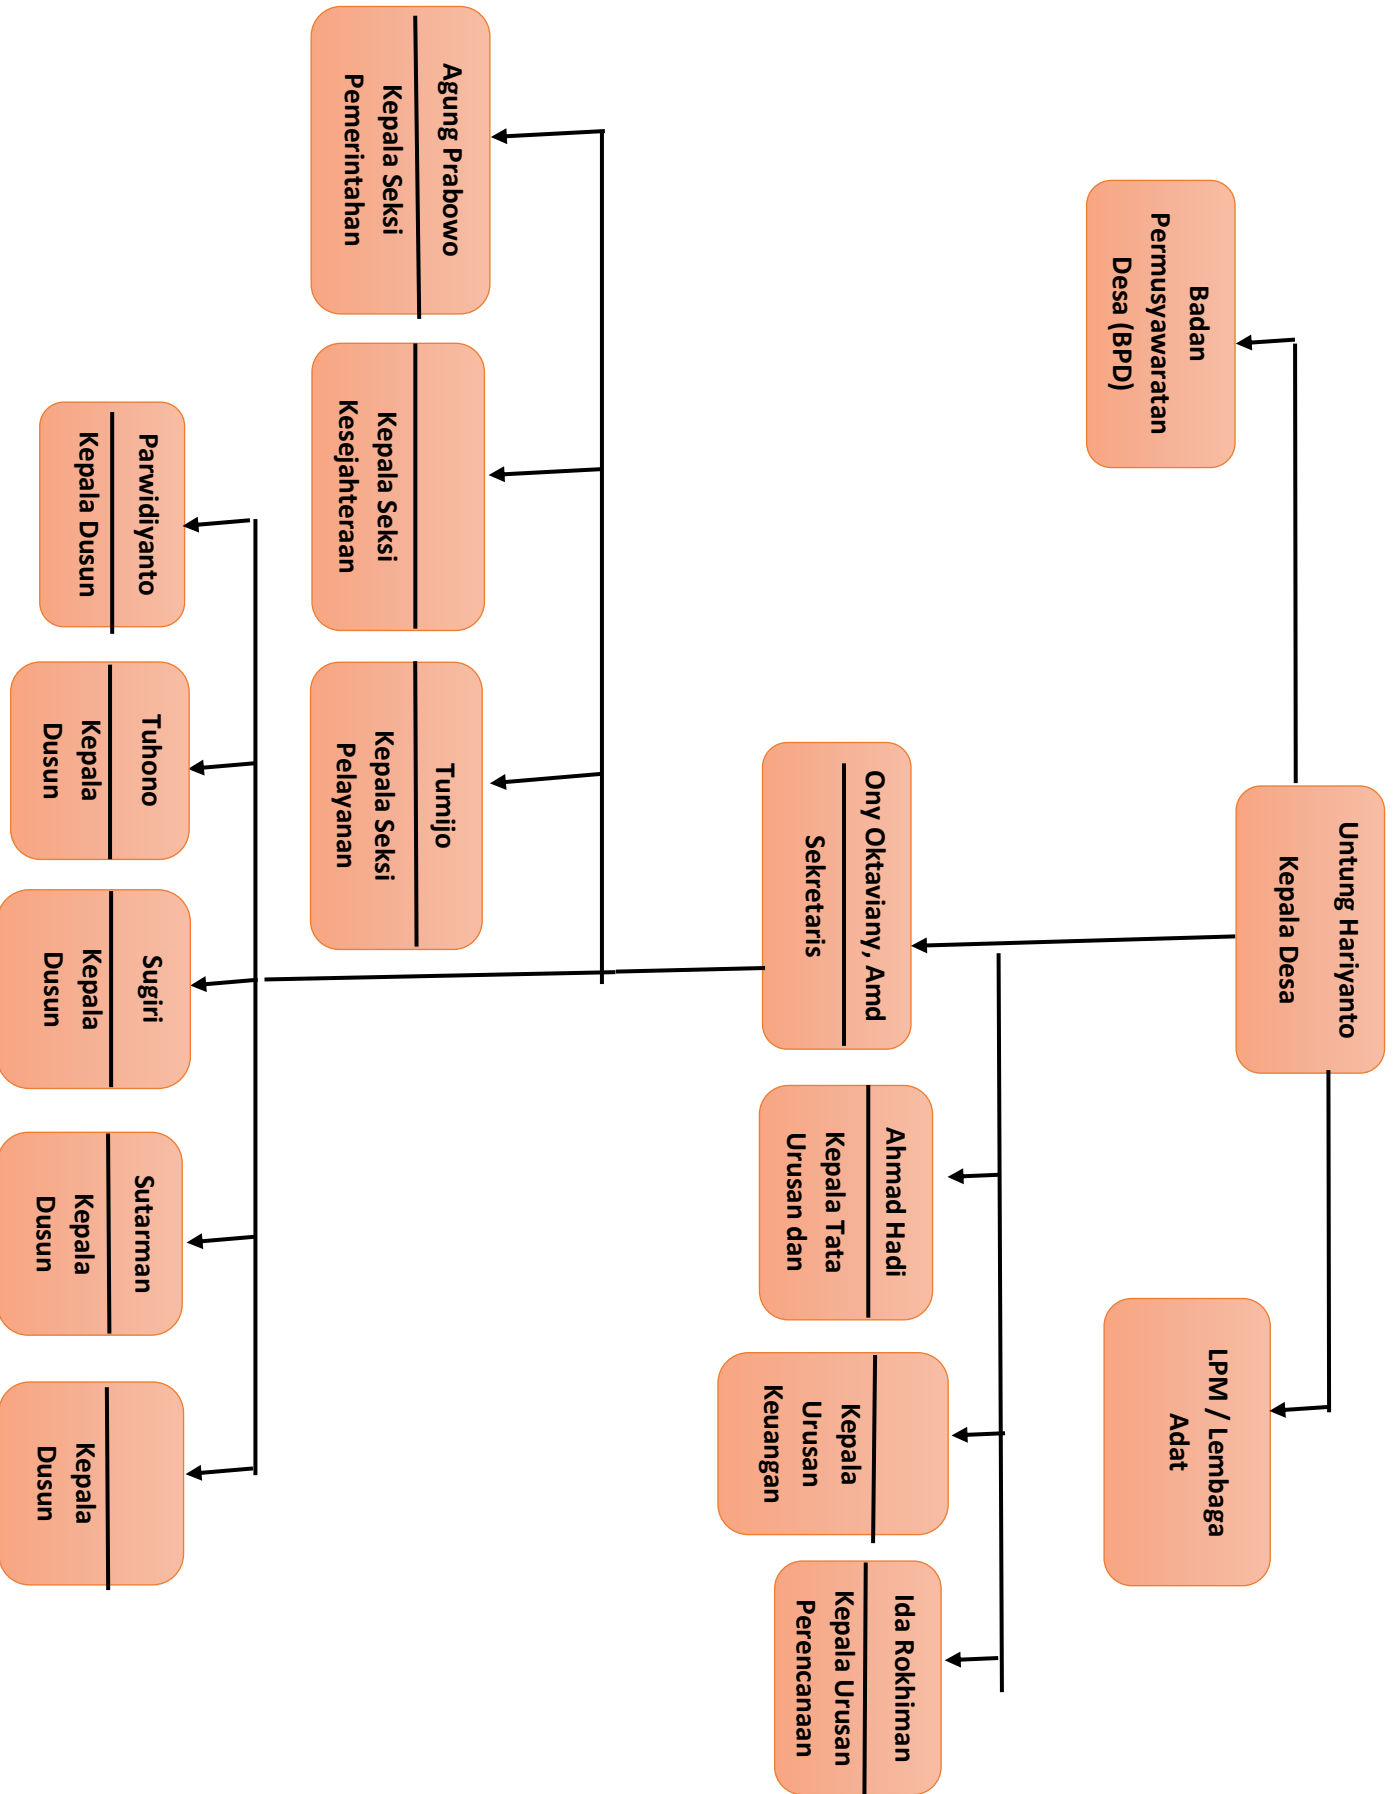 Untung Hariyanto
Kepala Desa
Badan
Permusyawaratan
Desa (BPD)
LPM / Lembaga
Adat
Ony Oktaviany, Amd
Sekretaris
Ahmad Hadi
Kepala Tata
Urusan dan
Kepala
Urusan
Keuangan
Ida Rokhiman
Kepala Urusan
Perencanaan
Agung Prabowo
Kepala Seksi
Pemerintahan
Kepala Seksi
Kesejahteraan
Tumijo
Kepala Seksi
Pelayanan
Parwidiyanto
Kepala Dusun
Tuhono
Kepala
Dusun
Sugiri
Kepala
Dusun
Sutarman
Kepala
Dusun
Kepala
Dusun